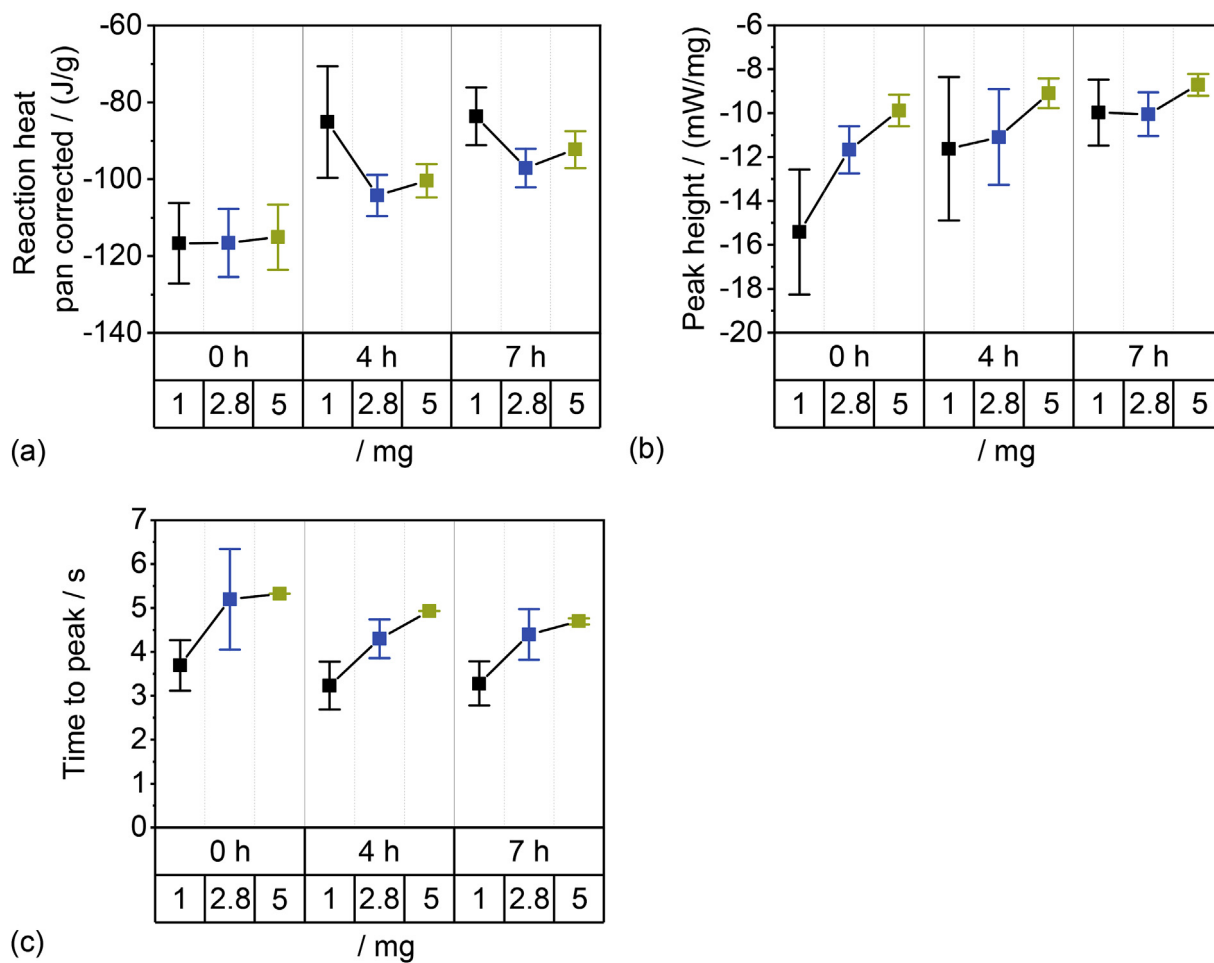 Reaction heat
pan corrected / (J/g)
-60
-80
-100
-120
-140
0 h 4 h 7 h
1 2.8 5 1 2.8 5 1 2.8 5
/ mg
(a)
Peak height / (mW/mg)
-6
-8
-10
-12
-14
-16
-18
-20
0 h 4 h 7 h
1 2.8 5 1 2.8 5 1 2.8 5
/ mg
(b)
Time to peak / s
7
6
5
4
3
2
1
0
0 h 4 h 7 h
1 2.8 5 1 2.8 5 1 2.8 5
/ mg
(c)